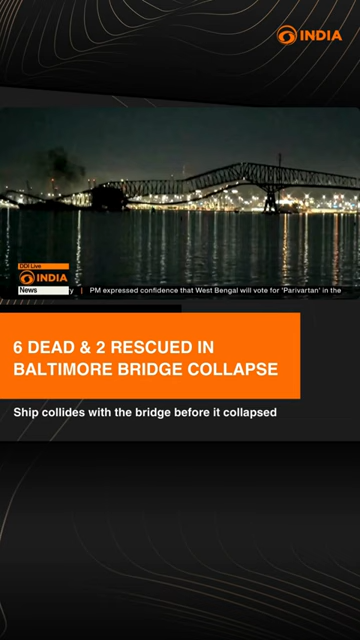 INDIA
DDI Live
INDIA
News
y | PM expressed confidence that West Bengal will vote for 'Parivartan' in the
6 DEAD & 2 RESCUED IN
BALTIMORE BRIDGE COLLAPSE
Ship collides with the bridge before it collapsed